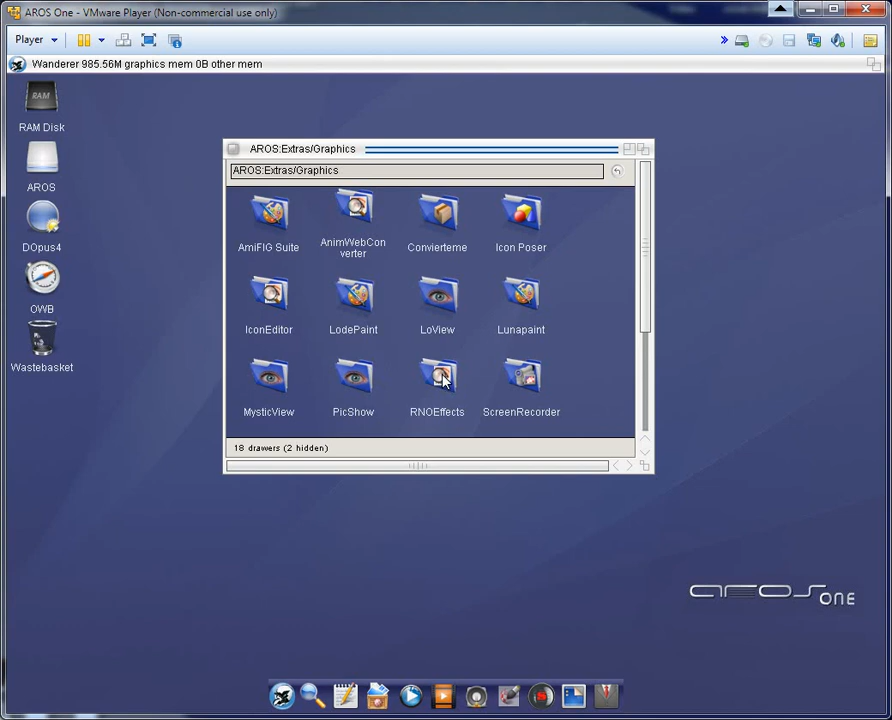 AROS One - VMware Player (Non-commercial use only)
Player
Wanderer 985.56M graphics mem 0B other mem
RAM
RAM Disk
AROS
DOpus4
OWB
Wastebasket
AROS:Extras/Graphics
AROS:Extras/Graphics
AmiFIG Suite
AnimWebCon
verter
Convierteme
Icon Poser
IconEditor
LodePaint
LoView
Lunapaint
MysticView
PicShow
RNOEffects
ScreenRecorder
18 drawers (2 hidden)
AROS ONE